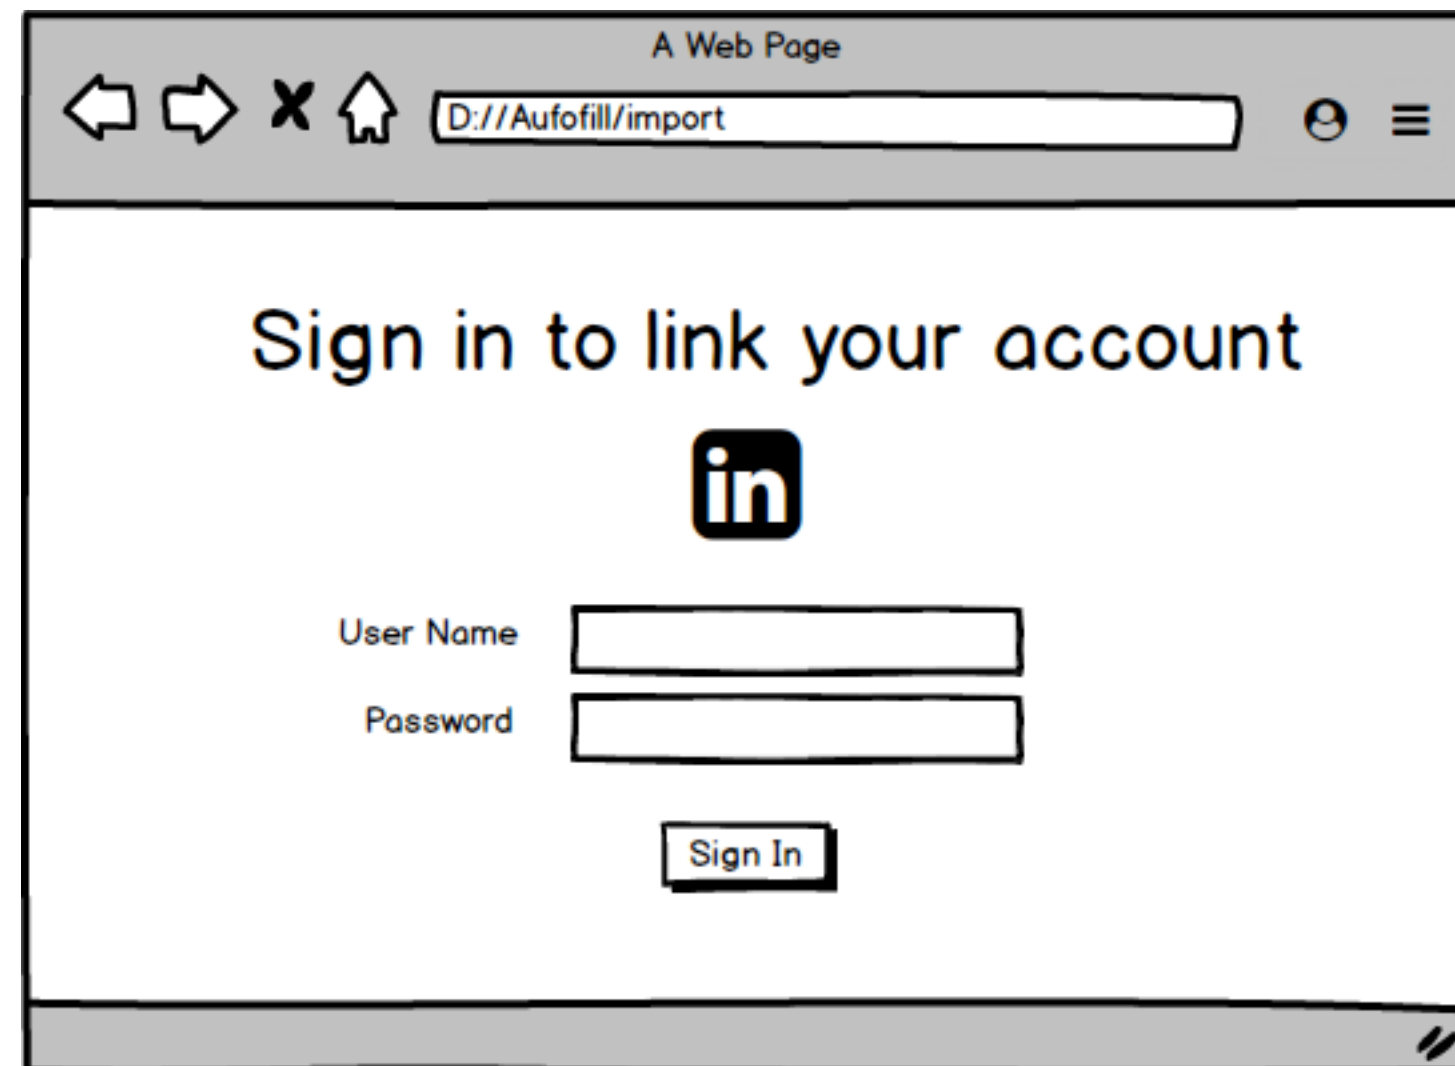 A Web Page
D://Aufofill/import
Sign in to link your account
in
User Name
Password
Sign In